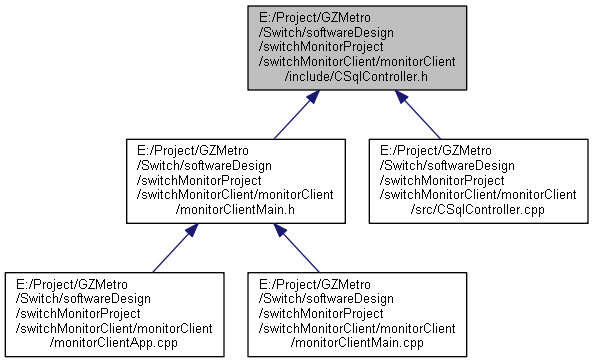 E:/Project/GZMetro
/Switch/softwareDesign
/switchMonitorProject
/switchMonitorClient/monitorClient
/include/CSqlController.h
E:/Project/GZMetro
/Switch/softwareDesign
/switchMonitorProject
/switchMonitorClient/monitorClient
/monitorClientMain.h
E:/Project/GZMetro
/Switch/softwareDesign
/switchMonitorProject
/switchMonitorClient/monitorClient
/src/CSqlController.cpp
E:/Project/GZMetro
/Switch/softwareDesign
/switchMonitorProject
/switchMonitorClient/monitorClient
/monitorClientApp.cpp
E:/Project/GZMetro
/Switch/softwareDesign
/switchMonitorProject
/switchMonitorClient/monitorClient
/monitorClientMain.cpp